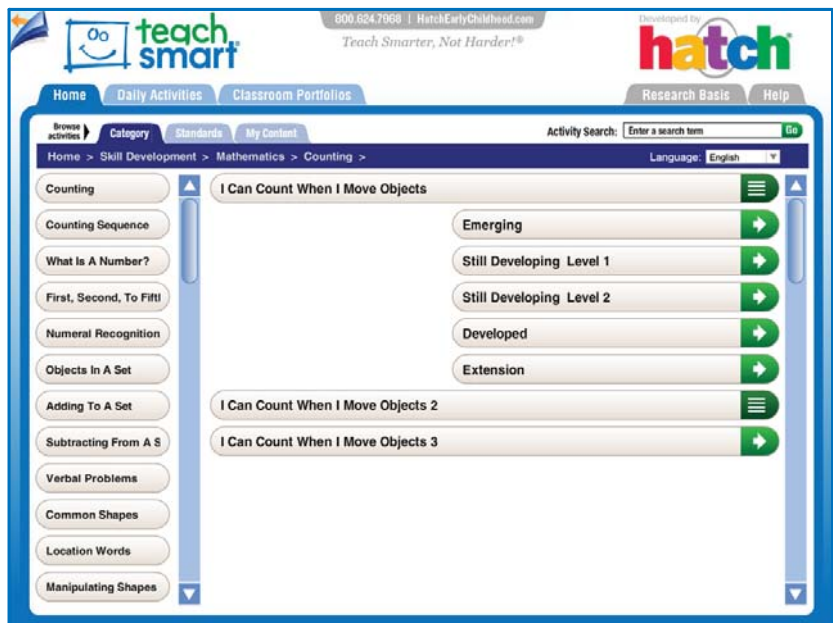 teach smart
800.624.7968 | HatchEarlyChildhood.com
Teach Smarter, Not Harder!®
Developed by
hatch®
Home
Daily Activities
Classroom Portfolios
Research Basis
Help
Browse activities
Category
Standards
My Content
Activity Search:
Enter a search term
Go
Home > Skill Development > Mathematics > Counting >
Language: English
Counting
Counting Sequence
What Is A Number?
First, Second, To Fiftl
Numeral Recognition
Objects In A Set
Adding To A Set
Subtracting From A S
Verbal Problems
Common Shapes
Location Words
Manipulating Shapes
I Can Count When I Move Objects
Emerging
Still Developing Level 1
Still Developing Level 2
Developed
Extension
I Can Count When I Move Objects 2
I Can Count When I Move Objects 3